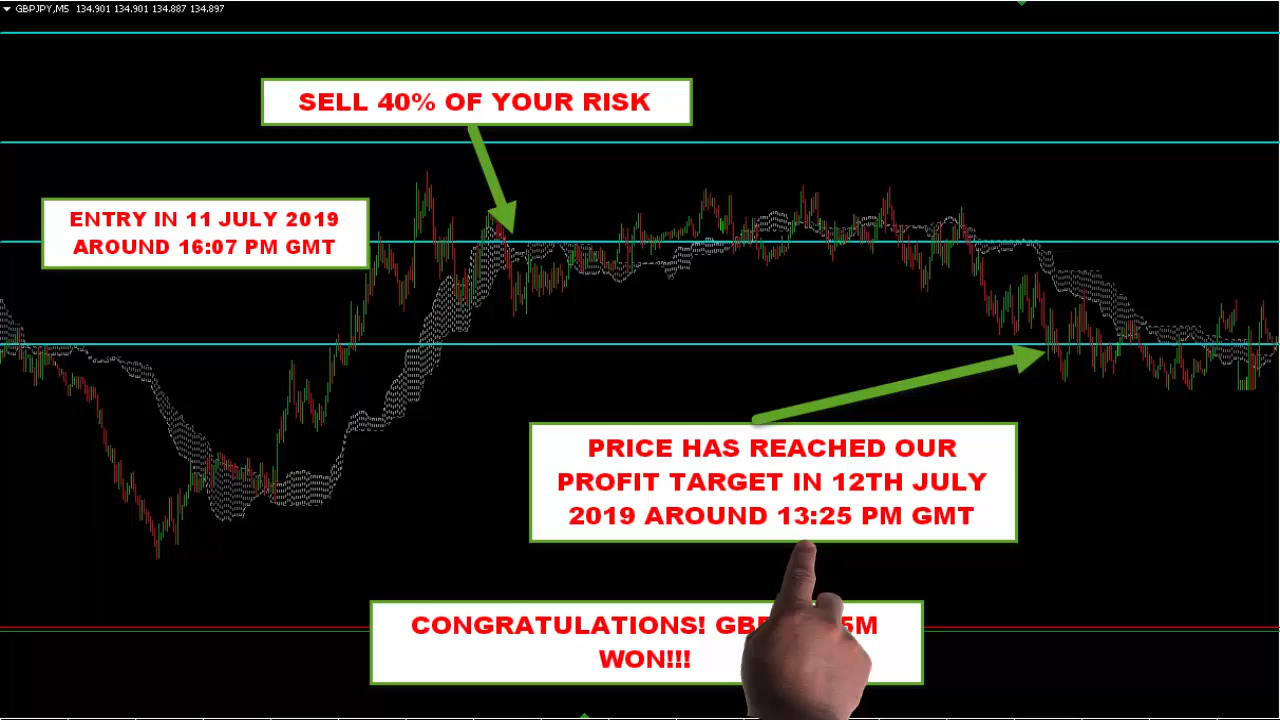 GBPJPY,M5 134.901 134.901 134.887 134.897
SELL 40% OF YOUR RISK
ENTRY IN 11 JULY 2019
AROUND 16:07 PM GMT
PRICE HAS REACHED OUR
PROFIT TARGET IN 12TH JULY
2019 AROUND 13:25 PM GMT
CONGRATULATIONS! 5M
WON!!!